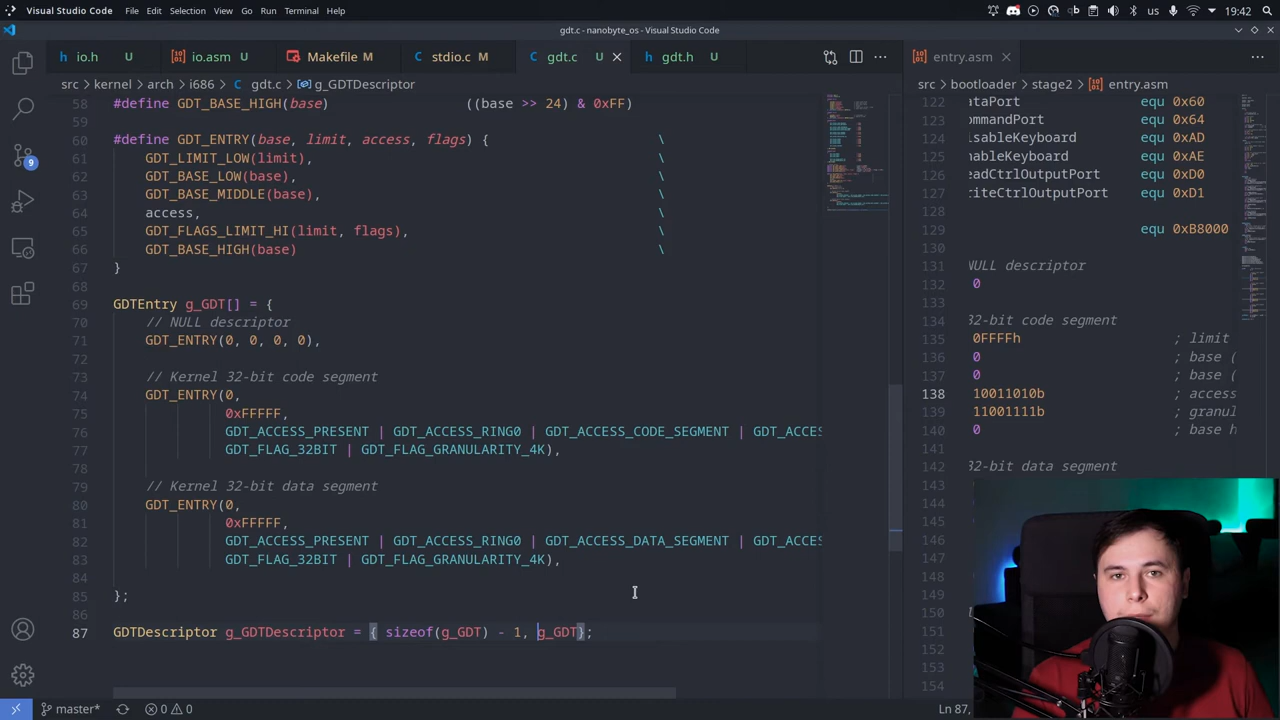 Visual Studio Code File Edit Selection View Go Run Terminal Help us 19:42
gdt.c - nanobyte_os - Visual Studio Code
io.h U io.asm U Makefile M stdio.c M gdt.c U gdt.h U entry.asm
src kernel arch i686 gdt.c g_GDTDescriptor
src bootloader stage2 entry.asm
58 #define GDT_BASE_HIGH(base) ((base >> 24) & 0xFF)
59
60 #define GDT_ENTRY(base, limit, access, flags) { \
61 GDT_LIMIT_LOW(limit), \
62 GDT_BASE_LOW(base), \
63 GDT_BASE_MIDDLE(base), \
64 access, \
65 GDT_FLAGS_LIMIT_HI(limit, flags), \
66 GDT_BASE_HIGH(base) \
67 }
68
69 GDTEntry g_GDT[] = {
70 // NULL descriptor
71 GDT_ENTRY(0, 0, 0, 0),
72
73 // Kernel 32-bit code segment
74 GDT_ENTRY(0,
75 0xFFFFF,
76 GDT_ACCESS_PRESENT | GDT_ACCESS_RING0 | GDT_ACCESS_CODE_SEGMENT | GDT_ACCES
77 GDT_FLAG_32BIT | GDT_FLAG_GRANULARITY_4K),
78
79 // Kernel 32-bit data segment
80 GDT_ENTRY(0,
81 0xFFFFF,
82 GDT_ACCESS_PRESENT | GDT_ACCESS_RING0 | GDT_ACCESS_DATA_SEGMENT | GDT_ACCES
83 GDT_FLAG_32BIT | GDT_FLAG_GRANULARITY_4K),
84
85 };
86
87 GDTDescriptor g_GDTDescriptor = { sizeof(g_GDT) - 1, g_GDT};
122 ataPort equ 0x60
123 ommandPort equ 0x64
124 isableKeyboard equ 0xAD
125 nableKeyboard equ 0xAE
126 eadCtrlOutputPort equ 0xD0
127 riteCtrlOutputPort equ 0xD1
128
129 equ 0xB8000
130
131 NULL descriptor
132 0
133
134 32-bit code segment
135 0FFFFh ; limit
136 0 ; base (
137 0 ; base (
138 10011010b ; access
139 11001111b ; granul
140 0 ; base h
141
142 32-bit data segment
143
144
145
146
147
148
149
150
151
152
153
154
9
master* 0 0
Ln 87,